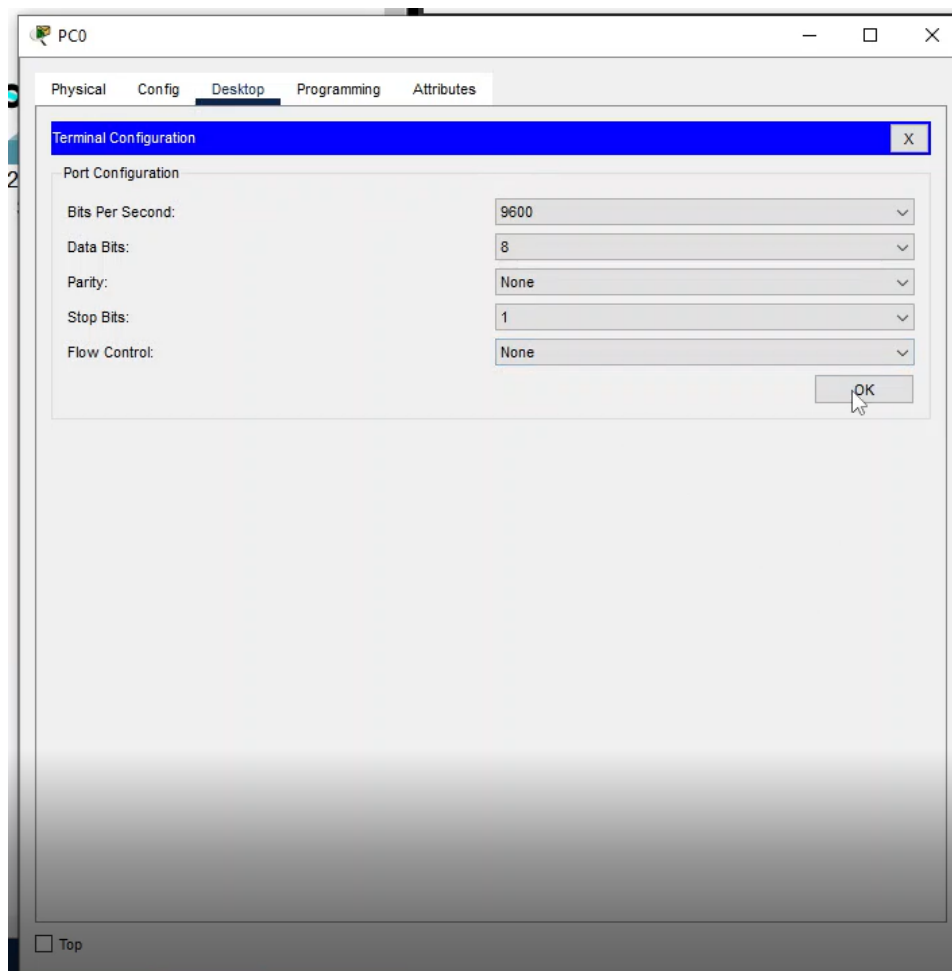 PC0
Physical Config Desktop Programming Attributes
Terminal Configuration X
Port Configuration
Bits Per Second: 9600
Data Bits: 8
Parity: None
Stop Bits: 1
Flow Control: None
OK
Top
2